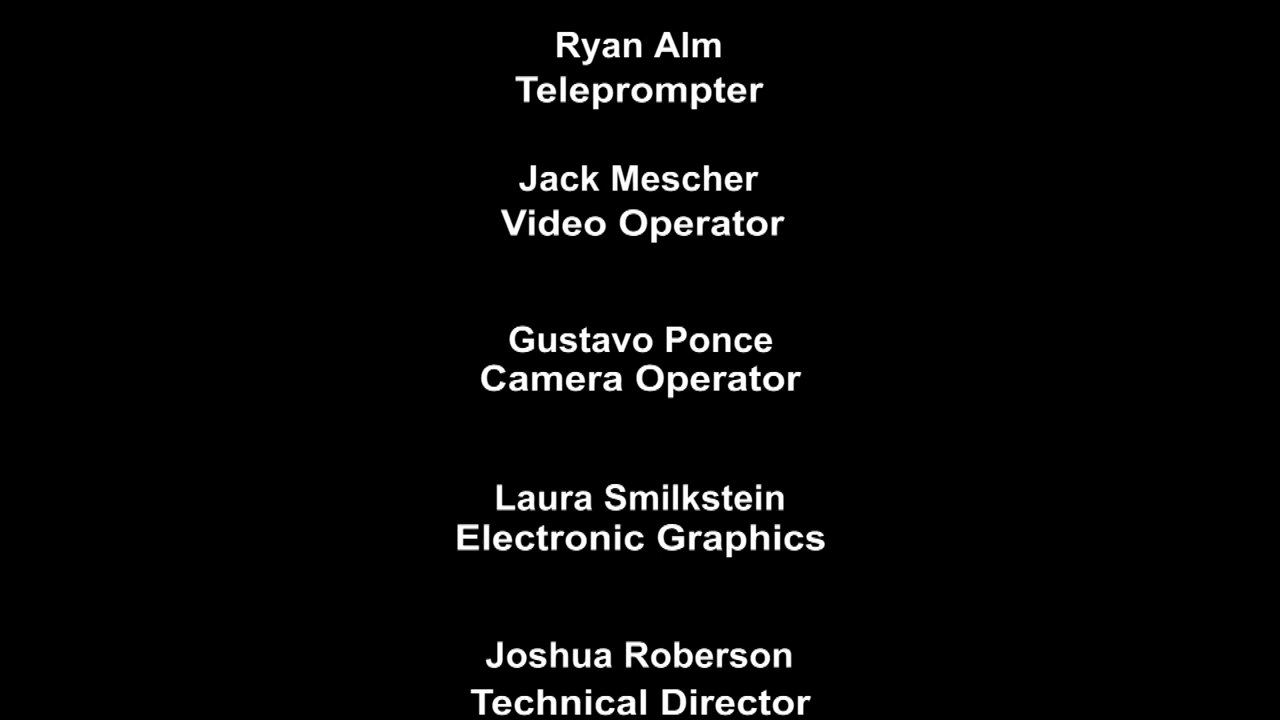 Ryan Alm
Teleprompter
Jack Mescher
Video Operator
Gustavo Ponce
Camera Operator
Laura Smilkstein
Electronic Graphics
Joshua Roberson
Technical Director